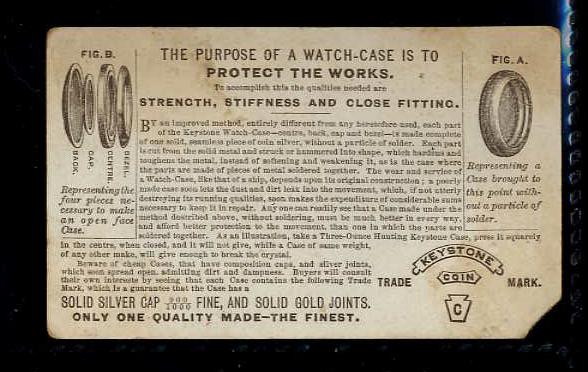 FIG. B.
BACK.
CAP.
CENTRE.
BEZEL.
Representing the
four pieces ne-
cessary to make
an open face
Case.
THE PURPOSE OF A WATCH-CASE IS TO
PROTECT THE WORKS.
To accomplish this the qualities needed are
STRENGTH, STIFFNESS AND CLOSE FITTING.
BY an improved method, entirely different from any heretofore used, each part
of the Keystone Watch-Case—centre, back, cap and bezel—is made complete
of one solid, seamless piece of coin silver, without a particle of solder. Each part
is cut from the solid metal and struck or hammered into shape, which hardens and
toughens the metal, instead of softening and weakening it, as is the case where
the parts are made of pieces of metal soldered together. The wear and service of
a Watch-Case, like that of a ship, depends upon its original construction; a poorly
made case soon lets the dust and dirt leak into the movement, which, if not utterly
destroying its running qualities, soon makes the expenditure of considerable sums
necessary to keep it in repair. Any one can readily see that a Case made under the
method described above, without soldering, must be much better in every way,
and afford better protection to the movement, than one in which the parts are
soldered together. As an illustration, take a Three-Ounce Hunting Keystone Case, press it squarely
in the centre, when closed, and it will not give, while a Case of same weight,
of any other make, will give enough to break the crystal.
Beware of cheap Cases, that have composition caps, and silver joints,
which soon spread open, admitting dirt and dampness. Buyers will consult
their own interests by seeing that each Case contains the following Trade
Mark, which is a guarantee that the Case has a
SOLID SILVER CAP 900/1000 FINE, AND SOLID GOLD JOINTS.
ONLY ONE QUALITY MADE—THE FINEST.
FIG. A.
Representing a
Case brought to
this point with-
out a particle of
solder.
TRADE
KEYSTONE
COIN
C
MARK.